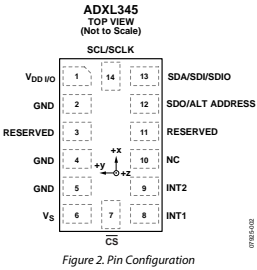 ADXL345
TOP VIEW
(Not to Scale)
SCL/SCLK
VDD I/O 1 14 13 SDA/SDI/SDIO
GND 2 12 SDO/ALT ADDRESS
RESERVED 3 11 RESERVED
+x
GND 4 10 NC
+y +z
GND 5 9 INT2
VS 6 7 8 INT1
CS
07925-002
Figure 2. Pin Configuration